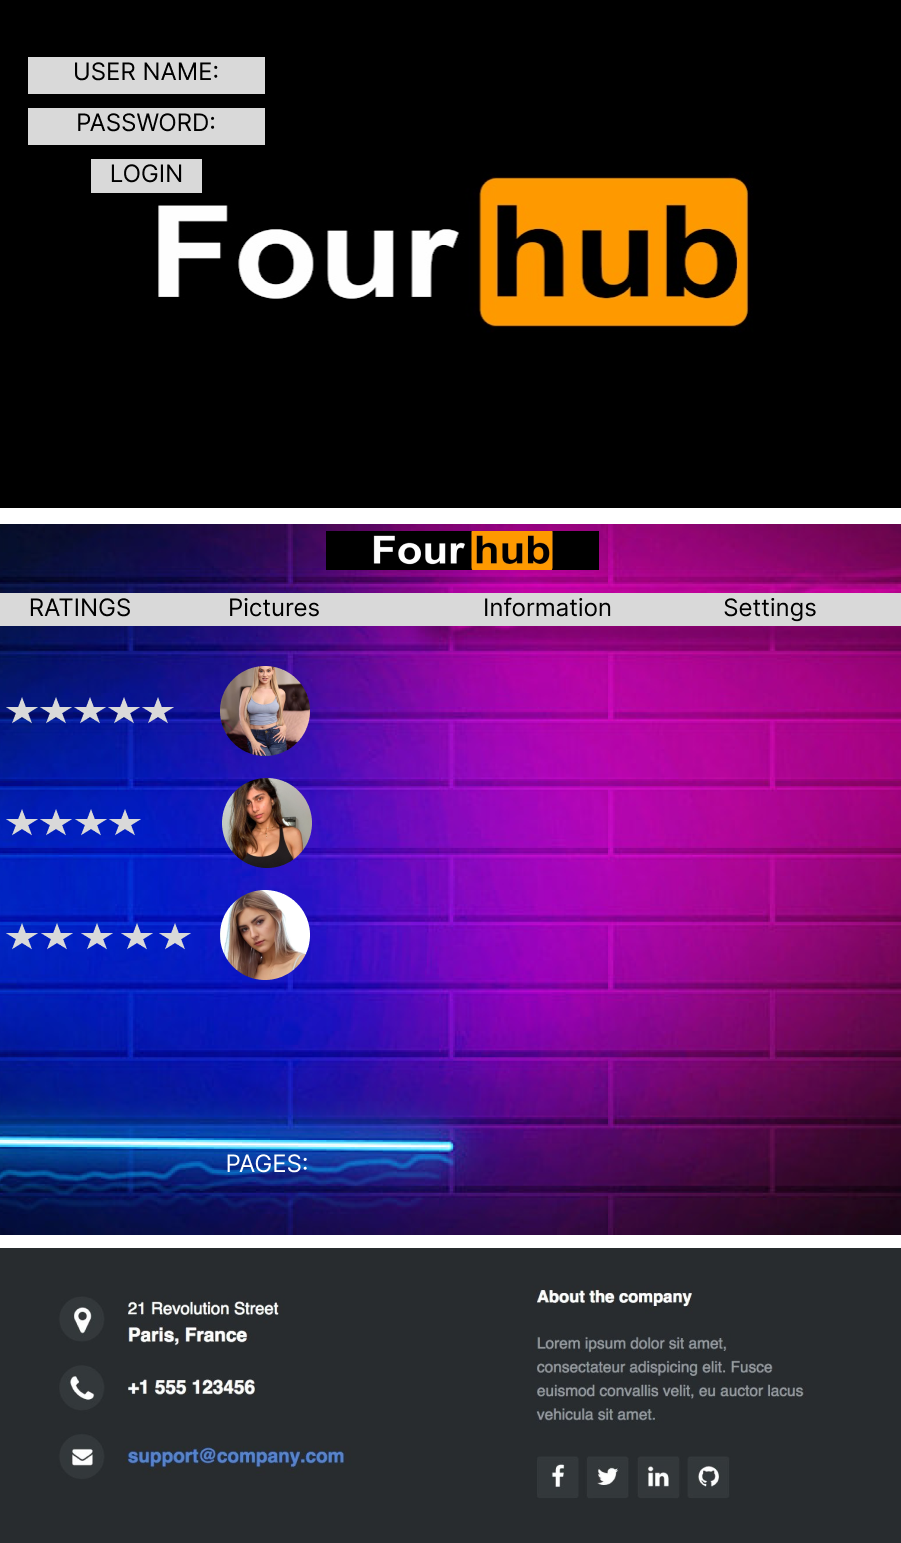 USER NAME:
PASSWORD:
LOGIN
Four hub
Four hub
RATINGS Pictures Information Settings
PAGES:
21 Revolution Street
Paris, France
+1 555 123456
support@company.com
About the company
Lorem ipsum dolor sit amet,
consectateur adispicing elit. Fusce
euismod convallis velit, eu auctor lacus
vehicula sit amet.